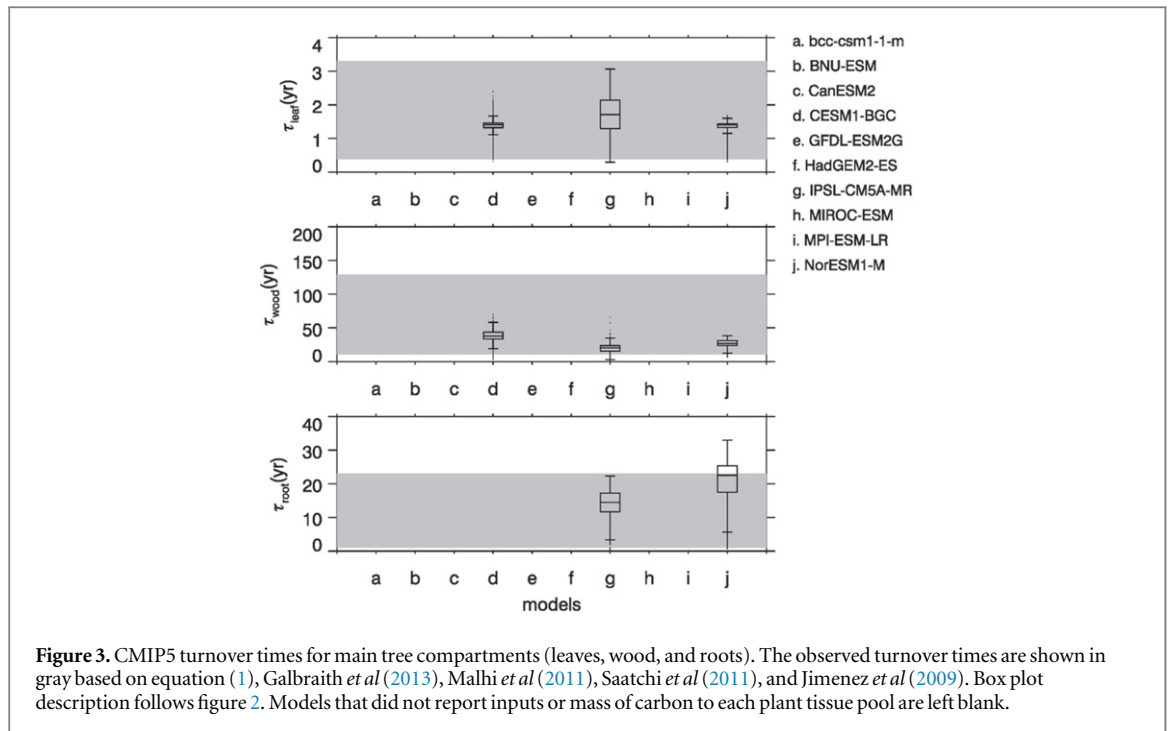 4
3
2
1
0
τleaf(yr)
a b c d e f g h i j
200
150
100
50
0
τwood(yr)
a b c d e f g h i j
40
30
20
10
0
τroot(yr)
a b c d e f g h i j
models
a. bcc-csm1-1-m
b. BNU-ESM
c. CanESM2
d. CESM1-BGC
e. GFDL-ESM2G
f. HadGEM2-ES
g. IPSL-CM5A-MR
h. MIROC-ESM
i. MPI-ESM-LR
j. NorESM1-M
Figure 3. CMIP5 turnover times for main tree compartments (leaves, wood, and roots). The observed turnover times are shown in
gray based on equation (1), Galbraith et al (2013), Malhi et al (2011), Saatchi et al (2011), and Jimenez et al (2009). Box plot
description follows figure 2. Models that did not report inputs or mass of carbon to each plant tissue pool are left blank.